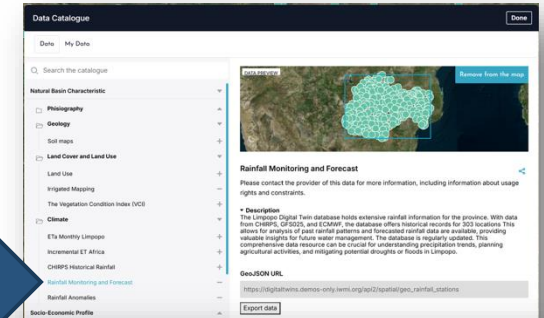 Data Catalogue
Done
Data My Data
Search the catalogue
Natural Basin Characteristic
Phisiography
Geology
Soil maps
Land Cover and Land Use
Land Use
Irrigated Mapping
The Vegetation Condition Index (VCI)
Climate
ETa Monthly Limpopo
Incremental ET Africa
CHIRPS Historical Rainfall
Rainfall Monitoring and Forecast
Rainfall Anomalies
Socio-Economic Profile
DATA PREVIEW
Remove from the map
Rainfall Monitoring and Forecast
Please contact the provider of this data for more information, including information about usage
rights and constraints.
Description
The Limpopo Digital Twin database holds extensive rainfall information for the province. With data
from CHIRPS, GFS025, and ECMWF, the database offers historical records for 303 locations This
allows for analysis of past rainfall patterns and forecasted rainfall data are available, providing
valuable insights for future water management. The database is regularly updated. This
comprehensive data resource can be crucial for understanding precipitation trends, planning
agricultural activities, and mitigating potential droughts or floods in Limpopo.
GeoJSON URL
https://digitaltwins.demos-only.iwmi.org/api2/spatial/geo_rainfall_stations
Export data